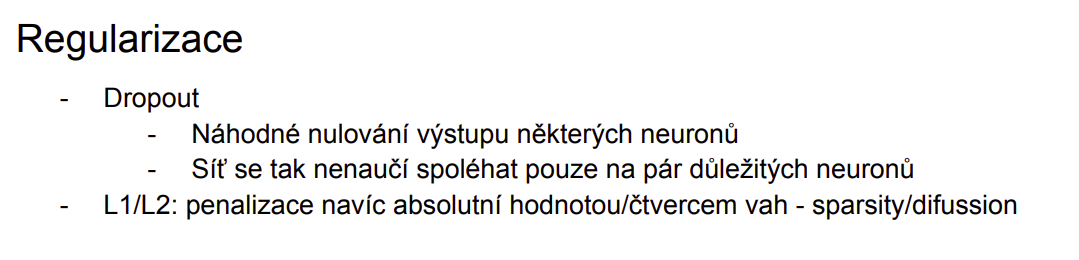 Regularizace
- Dropout
- Náhodné nulování výstupu některých neuronů
- Síť se tak nenaučí spoléhat pouze na pár důležitých neuronů
- L1/L2: penalizace navíc absolutní hodnotou/čtvercem vah - sparsity/difussion